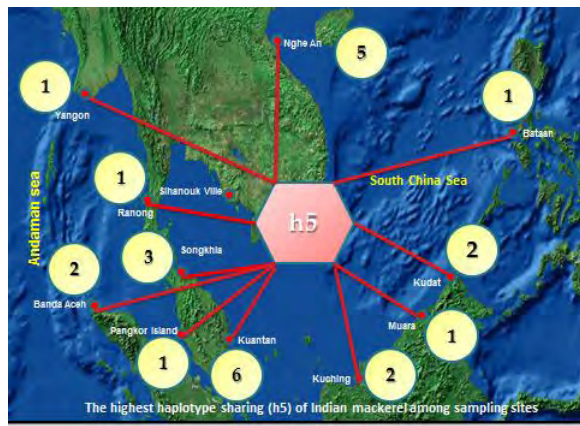 Nghe An
5
1
Yangon
1
Bataan
Andaman sea
1
Ranong
Sihanouk Ville
South China Sea
h5
3
Songkhla
2
Banda Aceh
2
Kudat
Pangkor Island
1
Kuantan
6
Muara
1
Kuching
2
The highest haplotype sharing (h5) of Indian mackerel among sampling sites